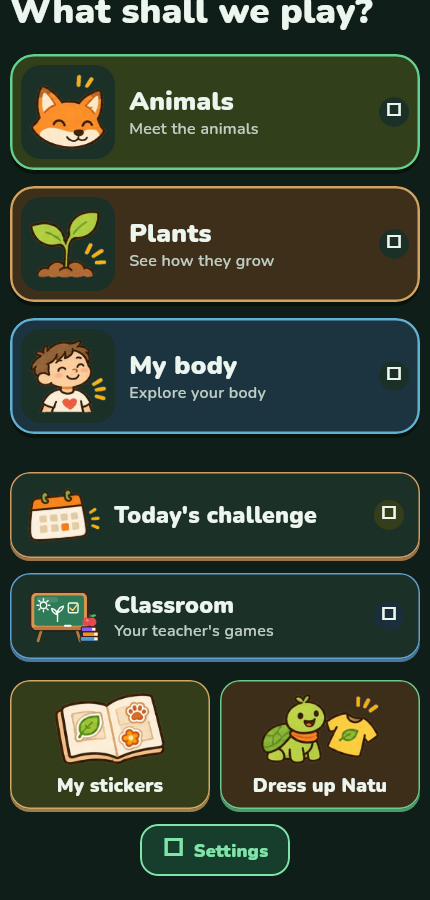 What shall we play?
Animals
Meet the animals
Plants
See how they grow
My body
Explore your body
Today's challenge
Classroom
Your teacher's games
My stickers
Dress up Natu
Settings